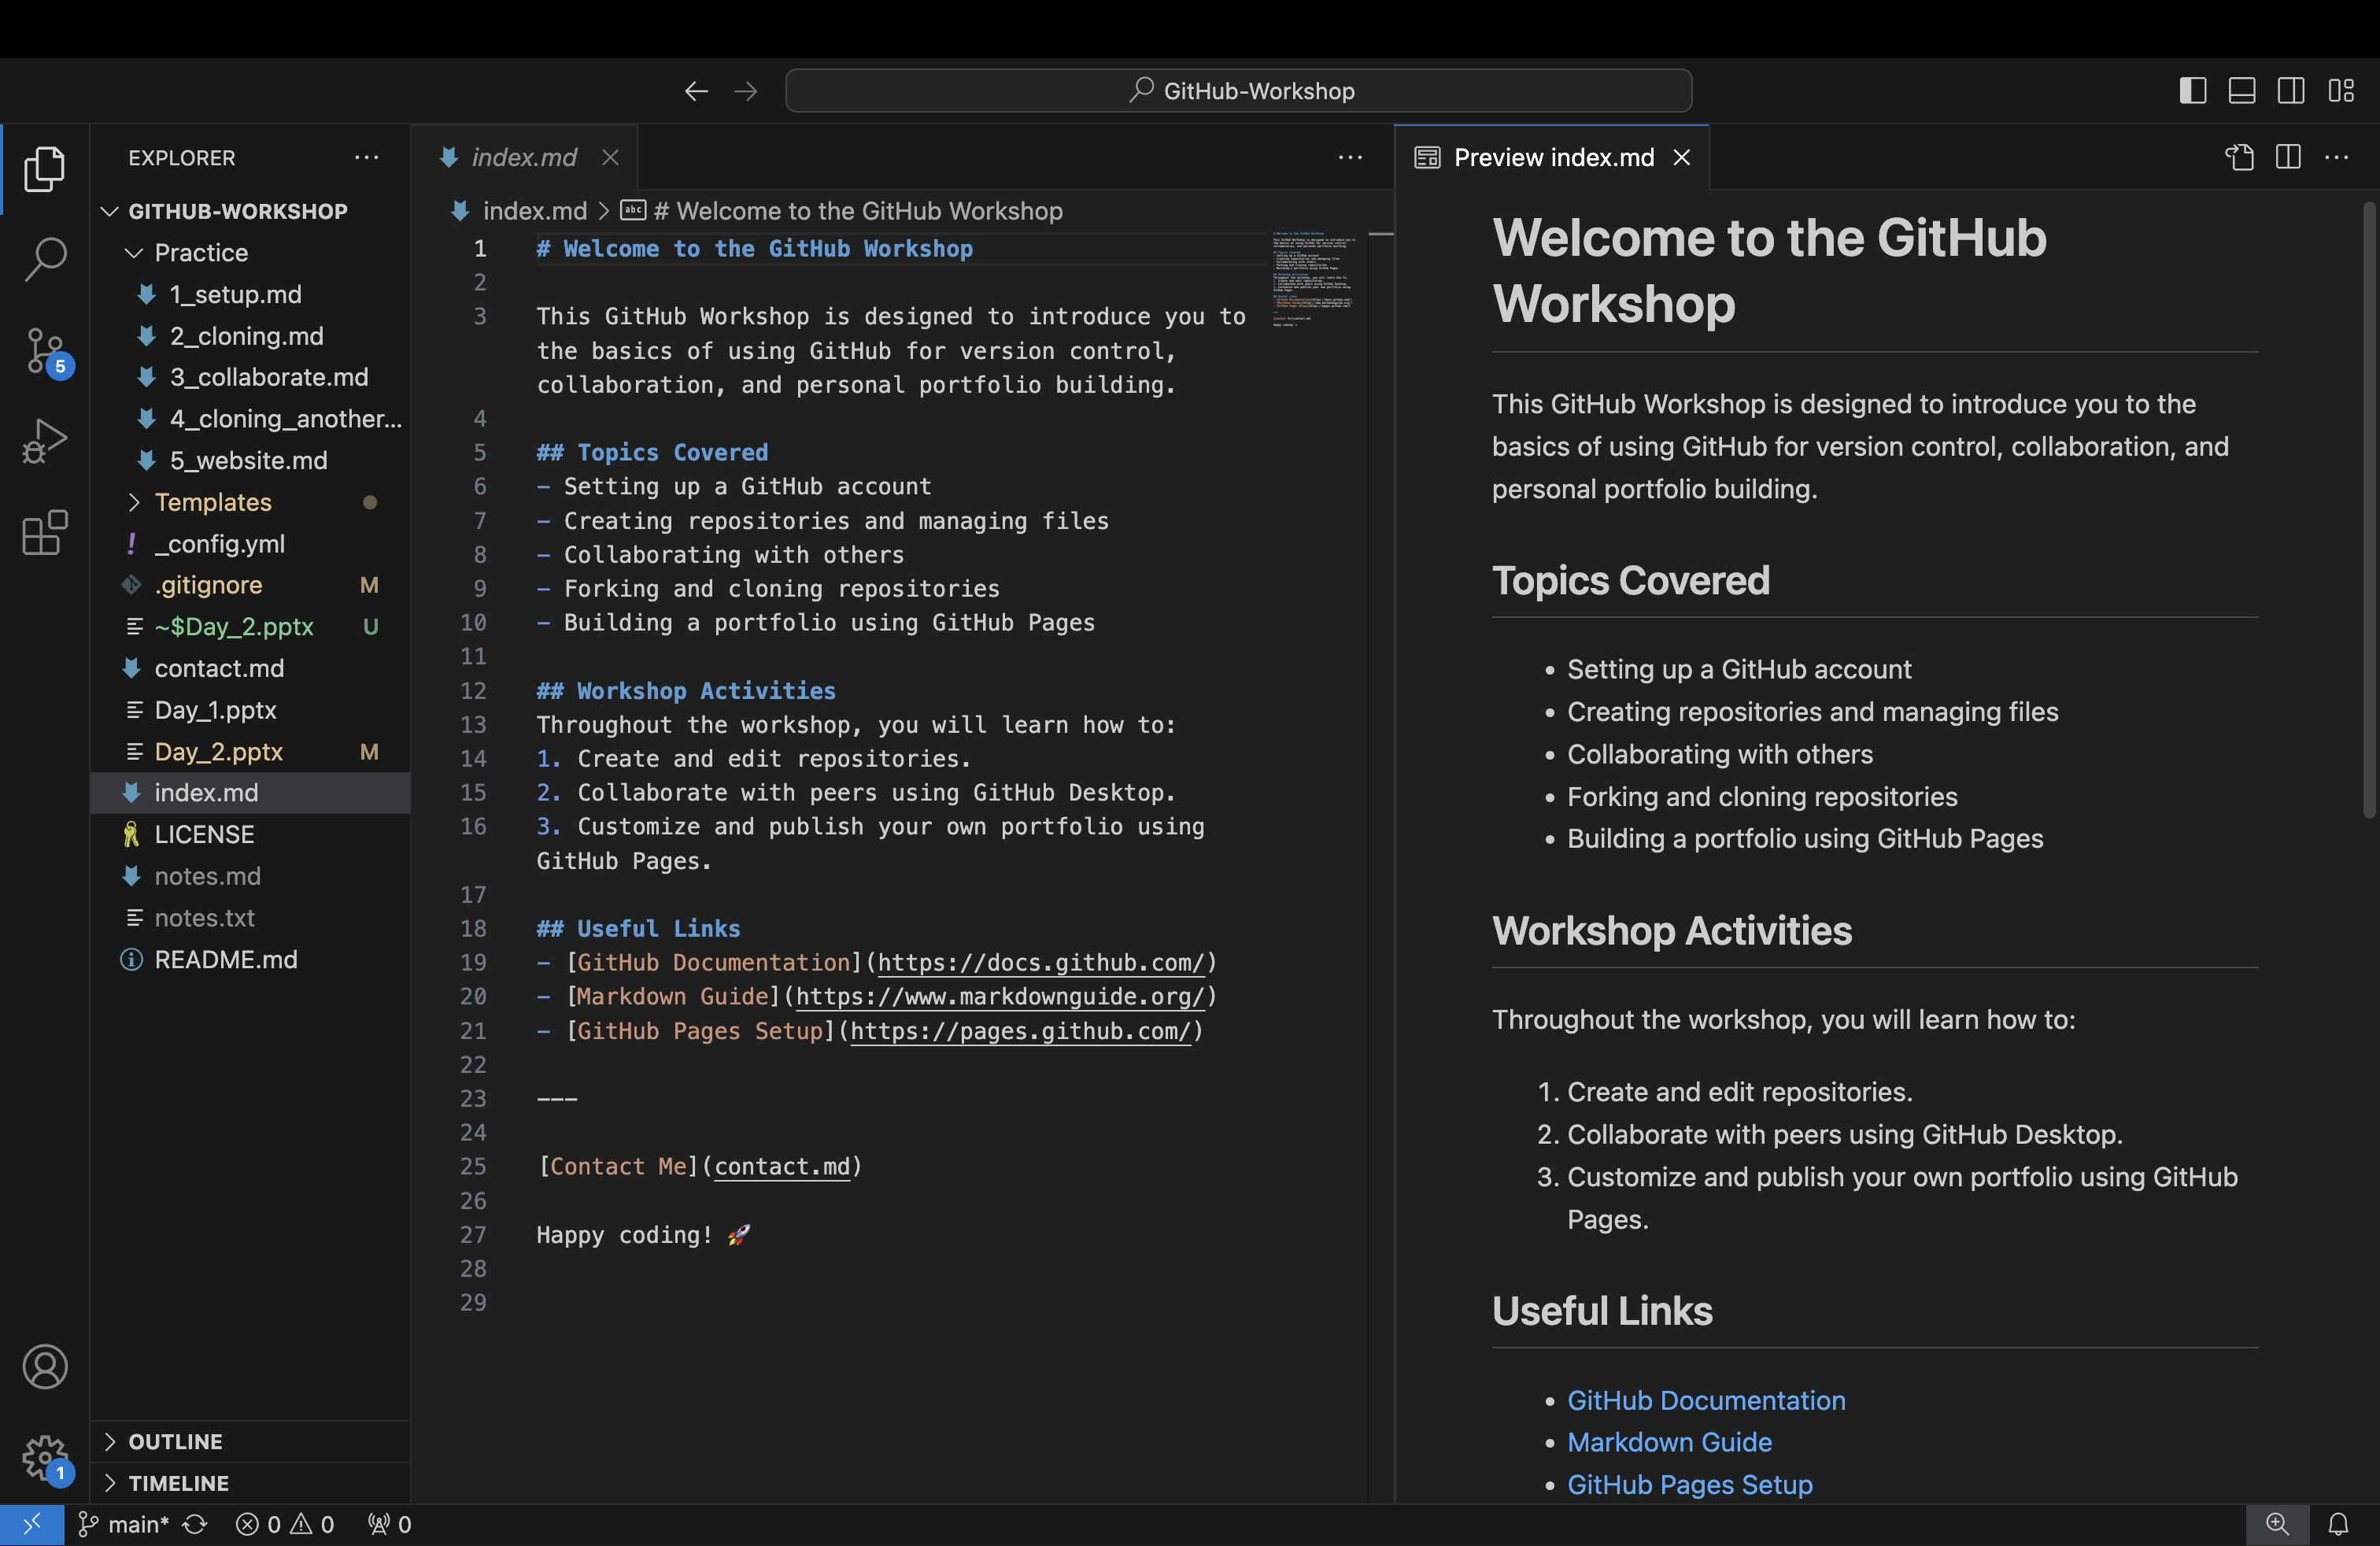 GitHub-Workshop
EXPLORER
GITHUB-WORKSHOP
Practice
1_setup.md
2_cloning.md
3_collaborate.md
4_cloning_another...
5_website.md
Templates
! _config.yml
.gitignore M
~$Day_2.pptx U
contact.md
Day_1.pptx
Day_2.pptx M
index.md
LICENSE
notes.md
notes.txt
README.md
OUTLINE
TIMELINE
5
1
index.md
index.md > abc # Welcome to the GitHub Workshop
1 # Welcome to the GitHub Workshop
2
3 This GitHub Workshop is designed to introduce you to
the basics of using GitHub for version control,
collaboration, and personal portfolio building.
4
5 ## Topics Covered
6 - Setting up a GitHub account
7 - Creating repositories and managing files
8 - Collaborating with others
9 - Forking and cloning repositories
10 - Building a portfolio using GitHub Pages
11
12 ## Workshop Activities
13 Throughout the workshop, you will learn how to:
14 1. Create and edit repositories.
15 2. Collaborate with peers using GitHub Desktop.
16 3. Customize and publish your own portfolio using
GitHub Pages.
17
18 ## Useful Links
19 - [GitHub Documentation](https://docs.github.com/)
20 - [Markdown Guide](https://www.markdownguide.org/)
21 - [GitHub Pages Setup](https://pages.github.com/)
22
23 ---
24
25 [Contact Me](contact.md)
26
27 Happy coding! 🚀
28
29
Preview index.md
Welcome to the GitHub
Workshop
This GitHub Workshop is designed to introduce you to the
basics of using GitHub for version control, collaboration, and
personal portfolio building.
Topics Covered
• Setting up a GitHub account
• Creating repositories and managing files
• Collaborating with others
• Forking and cloning repositories
• Building a portfolio using GitHub Pages
Workshop Activities
Throughout the workshop, you will learn how to:
1. Create and edit repositories.
2. Collaborate with peers using GitHub Desktop.
3. Customize and publish your own portfolio using GitHub
Pages.
Useful Links
• GitHub Documentation
• Markdown Guide
• GitHub Pages Setup
main* 0 0 0